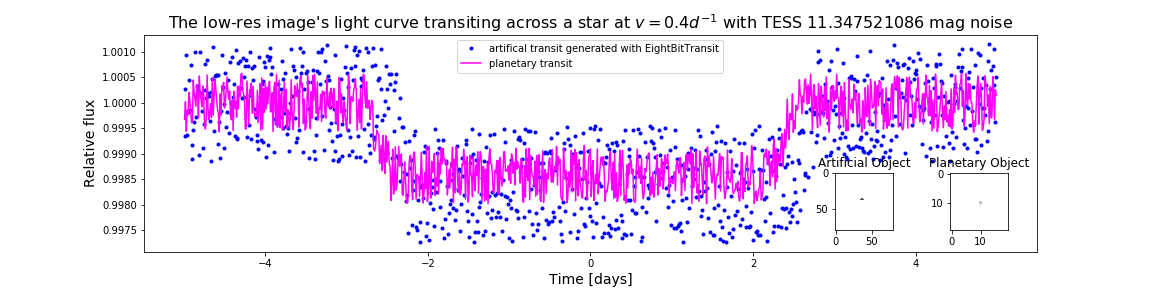 The low-res image's light curve transiting across a star at v = 0.4d⁻¹ with TESS 11.347521086 mag noise
artifical transit generated with EightBitTransit
planetary transit
Relative flux
1.0010
1.0005
1.0000
0.9995
0.9990
0.9985
0.9980
0.9975
Artificial Object
Planetary Object
0
50
0 50
0
10
0 10
−4 −2 0 2 4
Time [days]